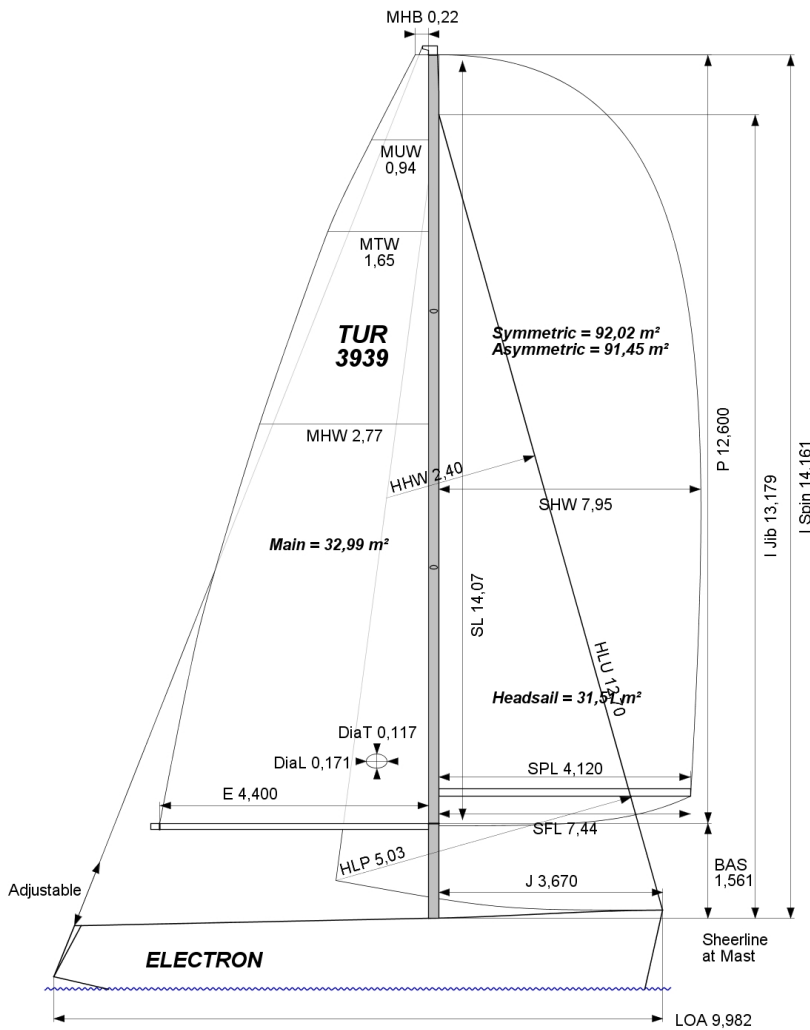 MHB 0,22
MUW
0,94
MTW
1,65
TUR
3939
Symmetric = 92,02 m²
Asymmetric = 91,45 m²
MHW 2,77
HHW 2,40
SHW 7,95
P 12,600
I Jib 13,179
I Spin 14,161
Main = 32,99 m²
SL 14,07
HLU 12,70
Headsail = 31,51 m²
DiaT 0,117
DiaL 0,171
SPL 4,120
E 4,400
SFL 7,44
HLP 5,03
BAS
1,561
J 3,670
Adjustable
Sheerline
at Mast
ELECTRON
LOA 9,982